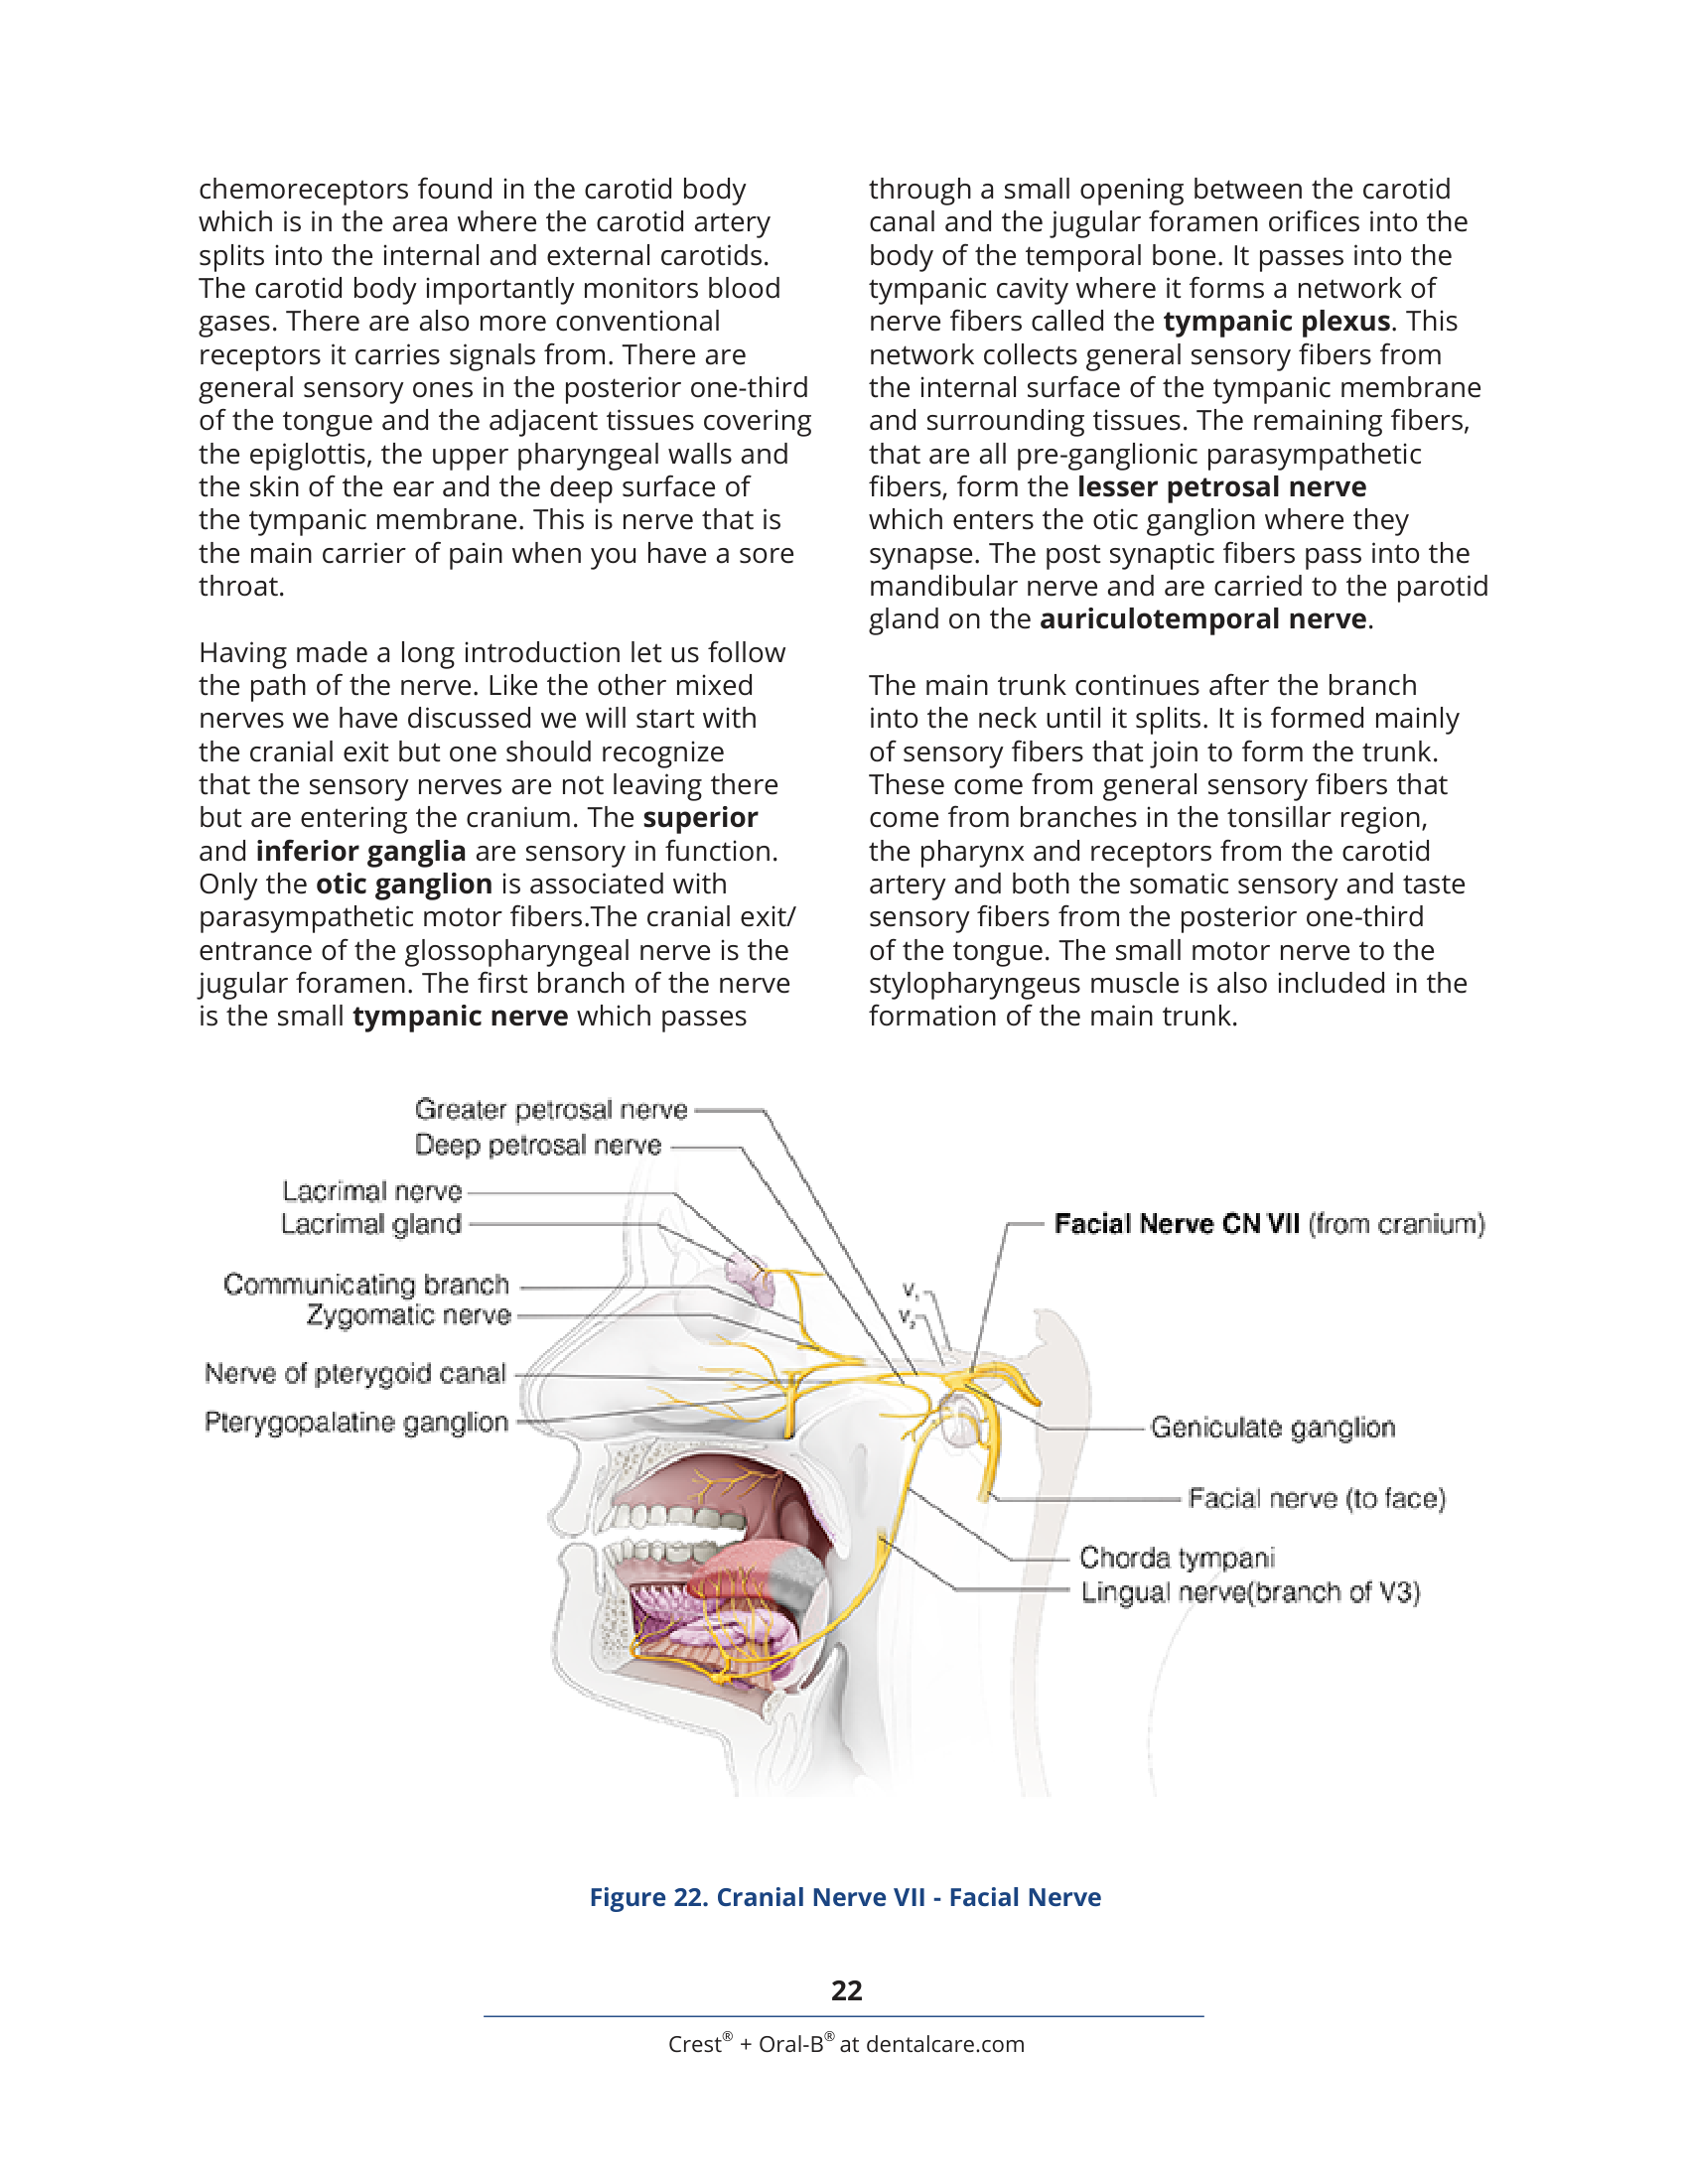 chemoreceptors found in the carotid body
which is in the area where the carotid artery
splits into the internal and external carotids.
The carotid body importantly monitors blood
gases. There are also more conventional
receptors it carries signals from. There are
general sensory ones in the posterior one-third
of the tongue and the adjacent tissues covering
the epiglottis, the upper pharyngeal walls and
the skin of the ear and the deep surface of
the tympanic membrane. This is nerve that is
the main carrier of pain when you have a sore
throat.
Having made a long introduction let us follow
the path of the nerve. Like the other mixed
nerves we have discussed we will start with
the cranial exit but one should recognize
that the sensory nerves are not leaving there
but are entering the cranium. The superior
and inferior ganglia are sensory in function.
Only the otic ganglion is associated with
parasympathetic motor fibers.The cranial exit/
entrance of the glossopharyngeal nerve is the
jugular foramen. The first branch of the nerve
is the small tympanic nerve which passes
through a small opening between the carotid
canal and the jugular foramen orifices into the
body of the temporal bone. It passes into the
tympanic cavity where it forms a network of
nerve fibers called the tympanic plexus. This
network collects general sensory fibers from
the internal surface of the tympanic membrane
and surrounding tissues. The remaining fibers,
that are all pre-ganglionic parasympathetic
fibers, form the lesser petrosal nerve
which enters the otic ganglion where they
synapse. The post synaptic fibers pass into the
mandibular nerve and are carried to the parotid
gland on the auriculotemporal nerve.
The main trunk continues after the branch
into the neck until it splits. It is formed mainly
of sensory fibers that join to form the trunk.
These come from general sensory fibers that
come from branches in the tonsillar region,
the pharynx and receptors from the carotid
artery and both the somatic sensory and taste
sensory fibers from the posterior one-third
of the tongue. The small motor nerve to the
stylopharyngeus muscle is also included in the
formation of the main trunk.
Greater petrosal nerve
Deep petrosal nerve
Lacrimal nerve
Lacrimal gland
Communicating branch
Zygomatic nerve
Nerve of pterygoid canal
Pterygopalatine ganglion
V₁
V₂
Facial Nerve CN VII (from cranium)
Geniculate ganglion
Facial nerve (to face)
Chorda tympani
Lingual nerve(branch of V3)
Figure 22. Cranial Nerve VII - Facial Nerve
22
Crest® + Oral-B® at dentalcare.com